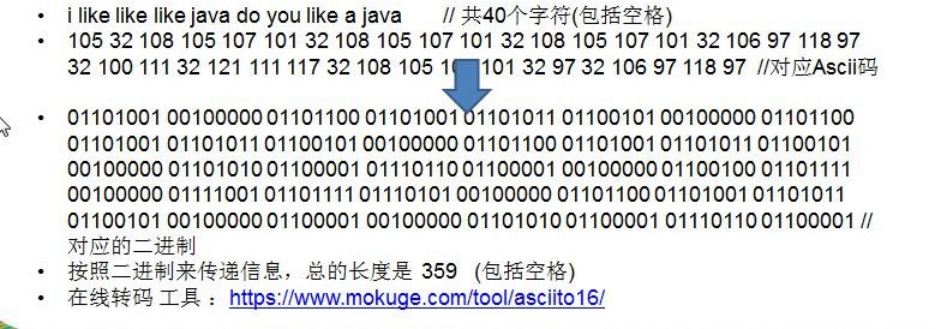 • i like like like java do you like a java // 共40个字符(包括空格)
• 105 32 108 105 107 101 32 108 105 107 101 32 108 105 107 101 32 106 97 118 97
32 100 111 32 121 111 117 32 108 105 101 32 97 32 106 97 118 97 //对应Ascii码
• 01101001 00100000 01101100 01101001 01101011 01100101 00100000 01101100
01101001 01101011 01100101 00100000 01101100 01101001 01101011 01100101
00100000 01101010 01100001 01110110 01100001 00100000 01100100 01101111
00100000 01111001 01101111 01110101 00100000 01101100 01101001 01101011
01100101 00100000 01100001 00100000 01101010 01100001 01110110 01100001 //
对应的二进制
• 按照二进制来传递信息，总的长度是 359 (包括空格)
• 在线转码 工具 ：https://www.mokuge.com/tool/asciito16/